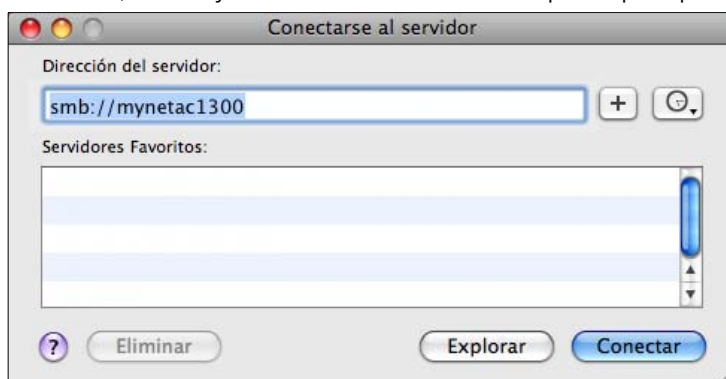 Conectarse al servidor
Dirección del servidor:
smb://mynetac1300
+
Servidores Favoritos:
? Eliminar Explorar Conectar